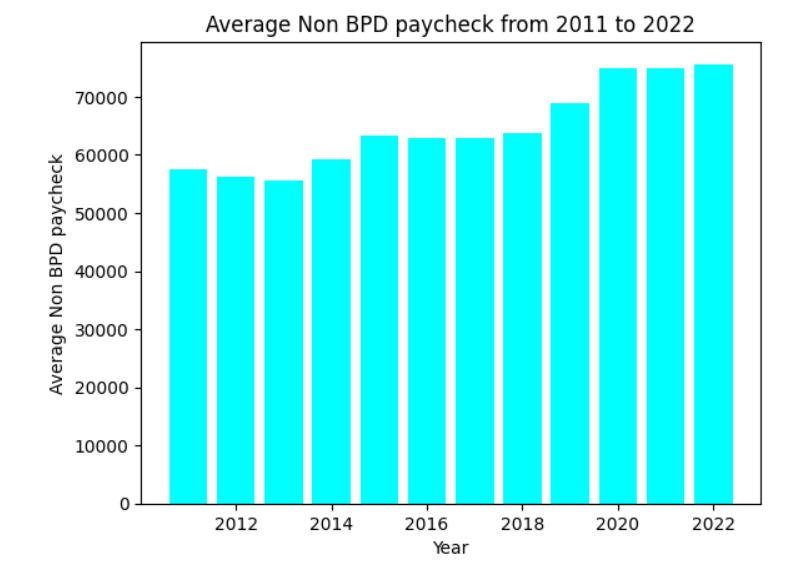 Average Non BPD paycheck from 2011 to 2022
Average Non BPD paycheck
70000
60000
50000
40000
30000
20000
10000
0
2012 2014 2016 2018 2020 2022
Year